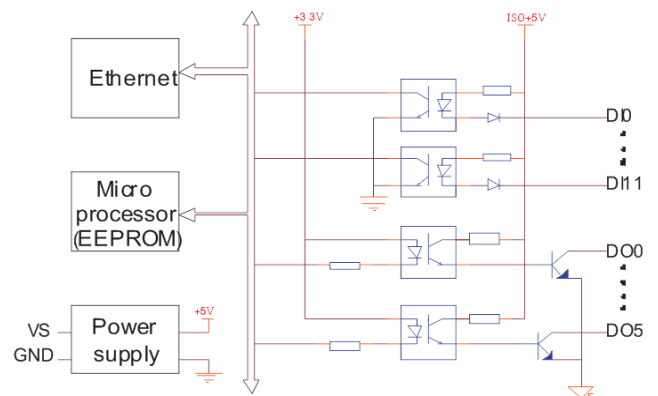 +3 3V
ISO+5V
Ethernet
DI0
DI11
Micro
processor
(EEPROM)
DO0
+5V
VS
Power
supply
GND
DO5